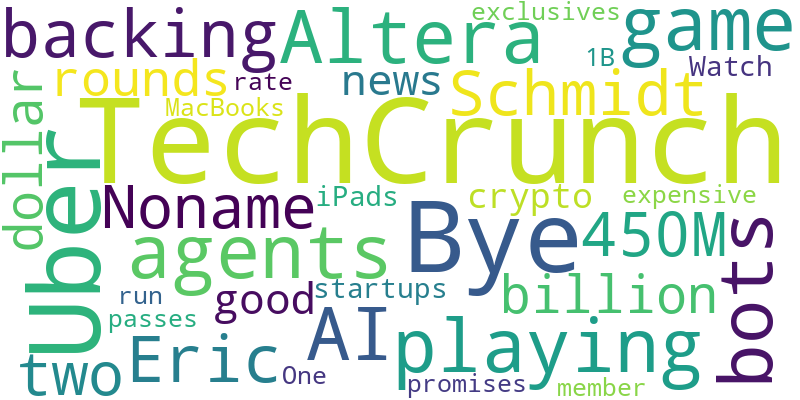 exclusives
backing
Altera
game
1B
Watch
rounds
rate
news
Schmidt
MacBooks
TechCrunch
dollar
Uber
Noname
iPads
crypto
expensive
Bye
450M
agents
bots
run
good
startups
billion
passes
AI
playing
two
Eric
One
promises
member